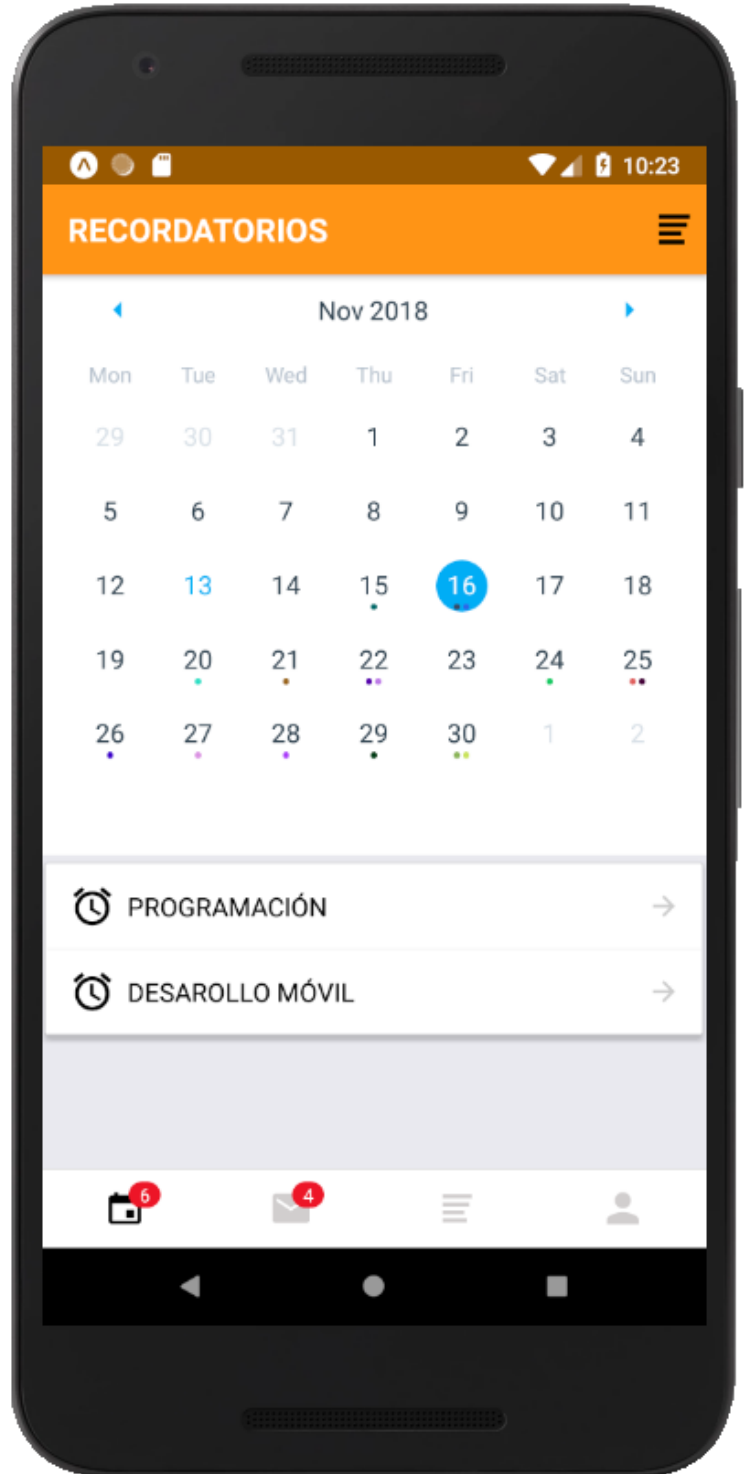 10:23
RECORDATORIOS
Nov 2018
Mon Tue Wed Thu Fri Sat Sun
29 30 31 1 2 3 4
5 6 7 8 9 10 11
12 13 14 15 16 17 18
19 20 21 22 23 24 25
26 27 28 29 30 1 2
PROGRAMACIÓN
DESAROLLO MÓVIL
6 4